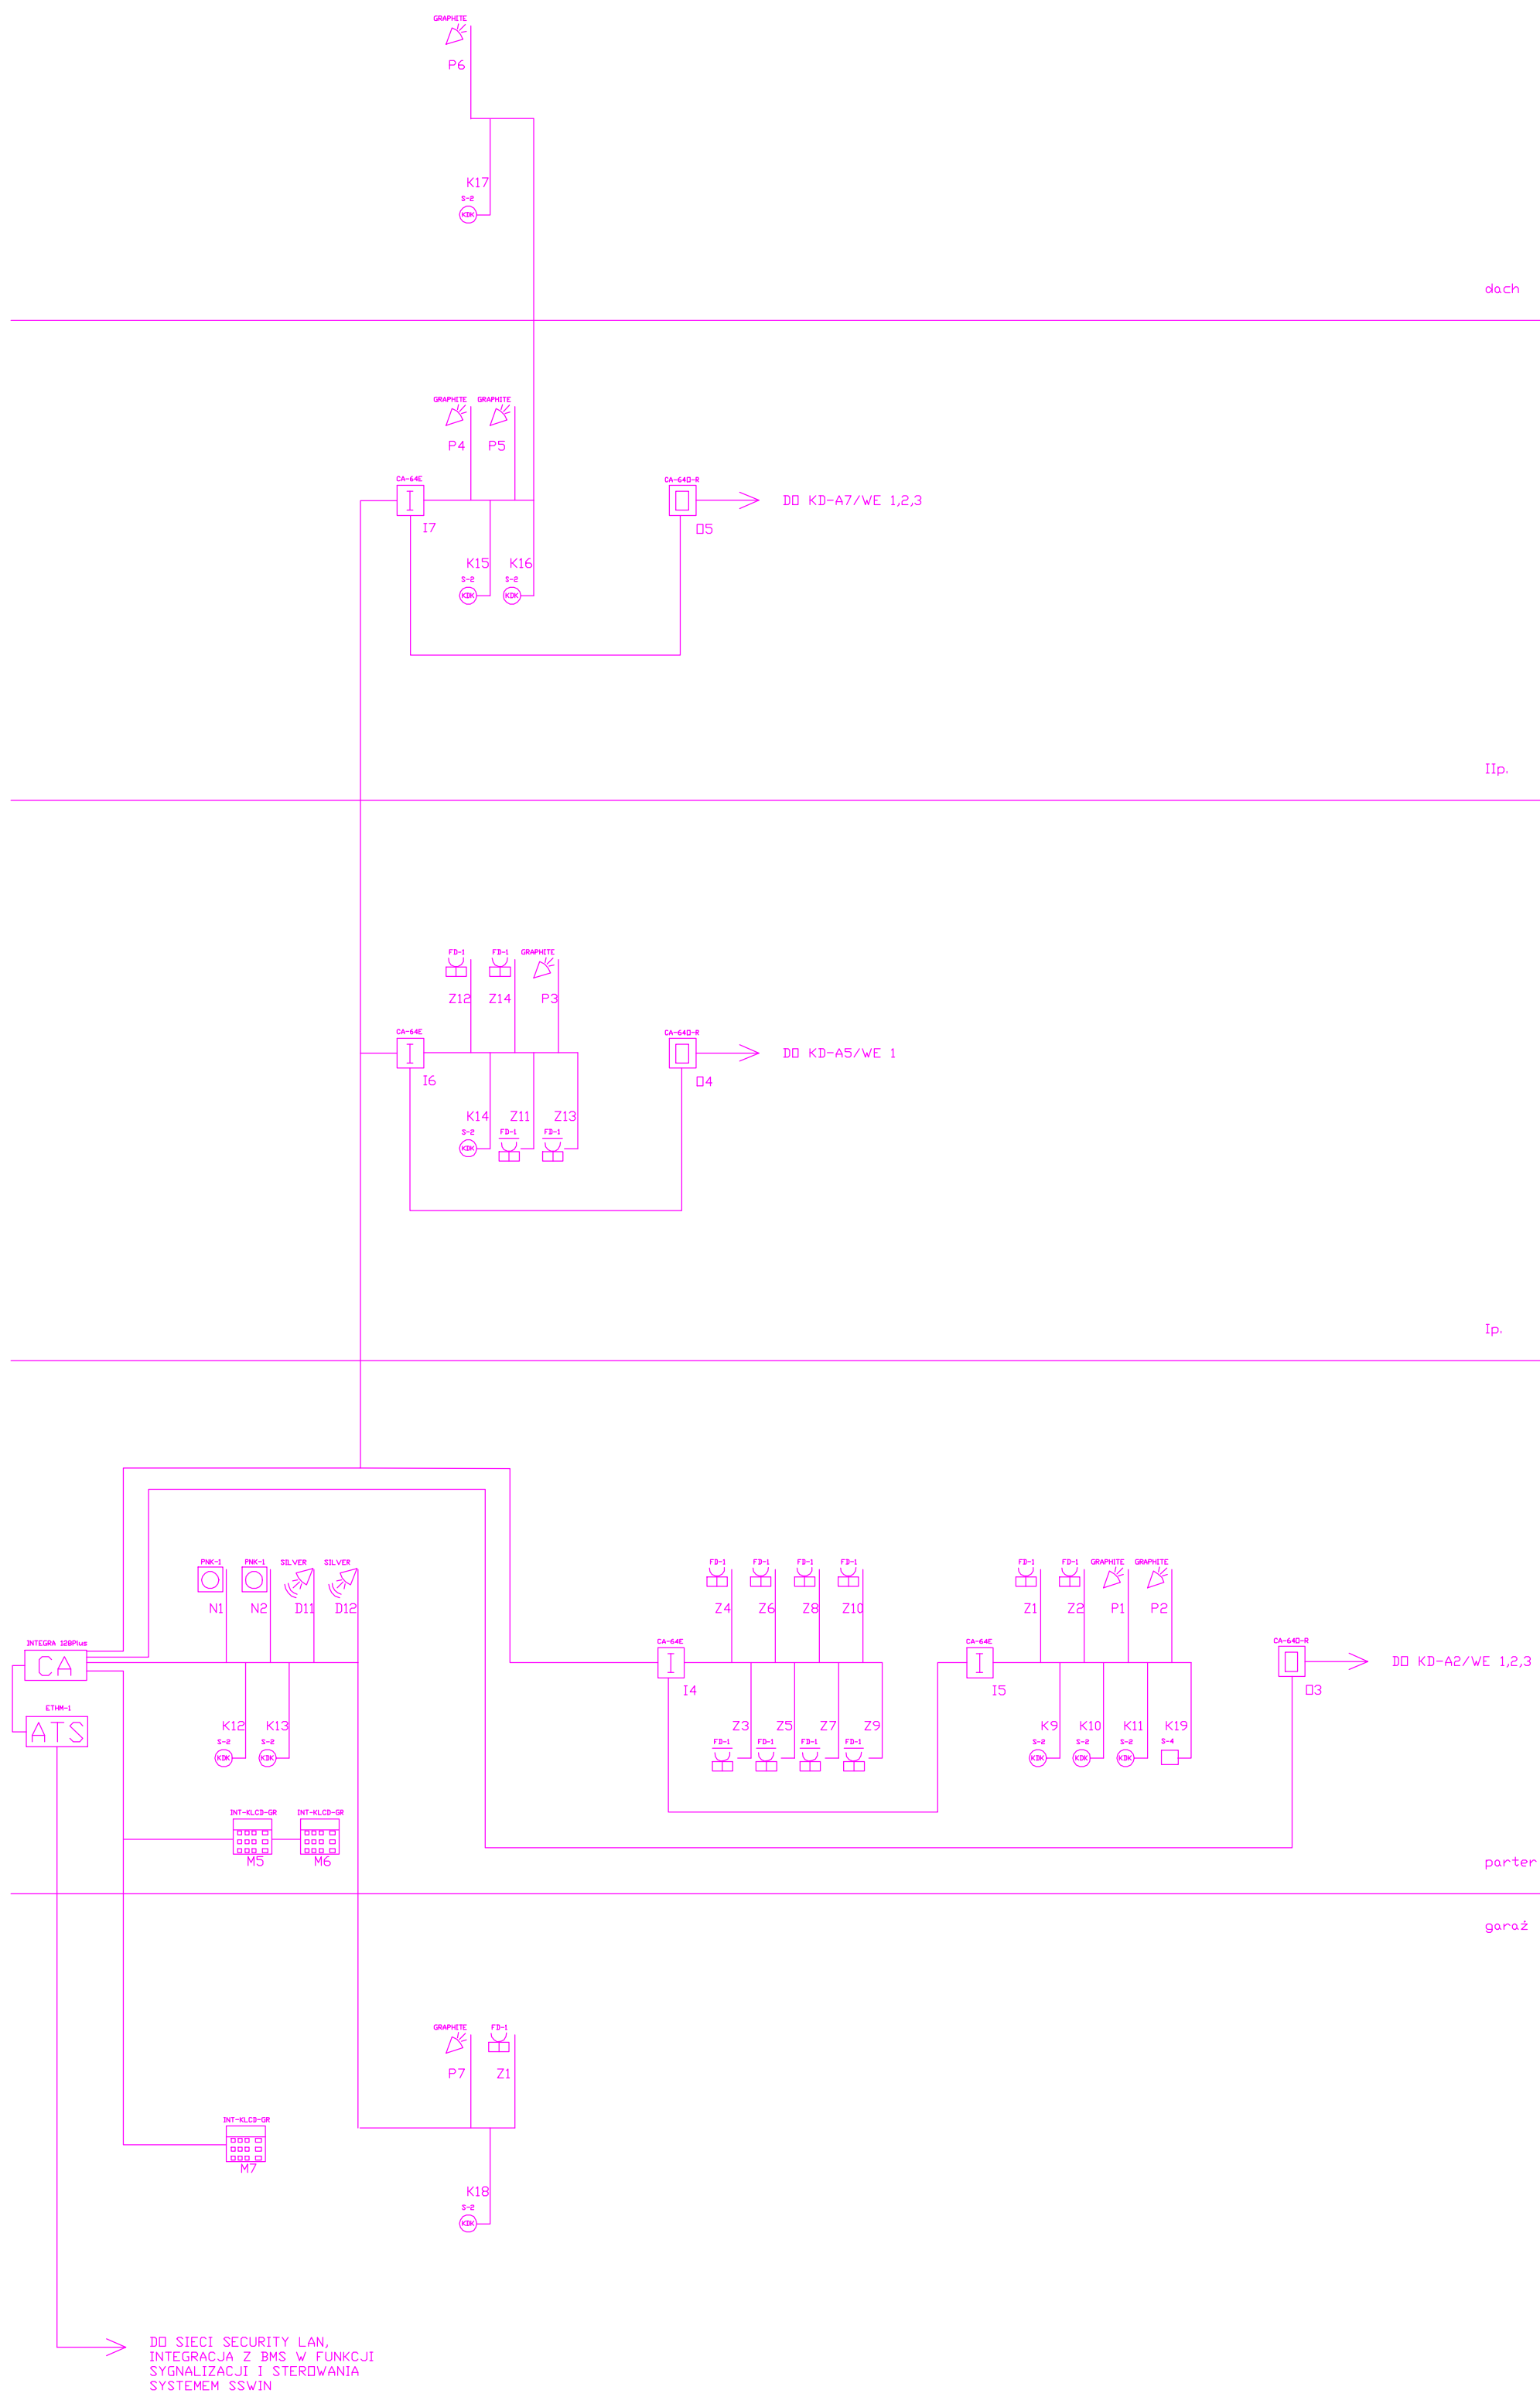 GRAPHITE
P6
K17
S-2
KDK
dach
GRAPHITE GRAPHITE
P4 P5
CA-64E
I
I7
CA-64O-R
O
O5
DO KD-A7/WE 1,2,3
K15 K16
S-2 S-2
KDK KDK
IIp.
FD-1 FD-1 GRAPHITE
Z12 Z14 P3
CA-64E
I
I6
CA-64O-R
O
O4
DO KD-A5/WE 1
K14 Z11 Z13
S-2 FD-1 FD-1
KDK
Ip.
PNK-1 PNK-1 SILVER SILVER
N1 N2 D11 D12
FD-1 FD-1 FD-1 FD-1
Z4 Z6 Z8 Z10
FD-1 FD-1 GRAPHITE GRAPHITE
Z1 Z2 P1 P2
INTEGRA 128Plus
CA
CA-64E
I
I4
CA-64E
I
I5
CA-64O-R
O
O3
DO KD-A2/WE 1,2,3
ETHM-1
ATS
K12 K13
S-2 S-2
KDK KDK
Z3 Z5 Z7 Z9
FD-1 FD-1 FD-1 FD-1
K9 K10 K11 K19
S-2 S-2 S-2 S-4
KDK KDK KDK
INT-KLCD-GR INT-KLCD-GR
M5 M6
parter
garaż
GRAPHITE FD-1
P7 Z1
INT-KLCD-GR
M7
K18
S-2
KDK
DO SIECI SECURITY LAN,
INTEGRACJA Z BMS W FUNKCJI
SYGNALIZACJI I STEROWANIA
SYSTEMEM SSWIN